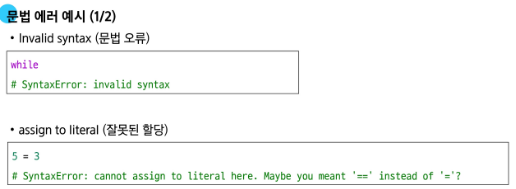 문법 에러 예시 (1/2)
• Invalid syntax (문법 오류)
while
# SyntaxError: invalid syntax
• assign to literal (잘못된 할당)
5 = 3
# SyntaxError: cannot assign to literal here. Maybe you meant '==' instead of '='?